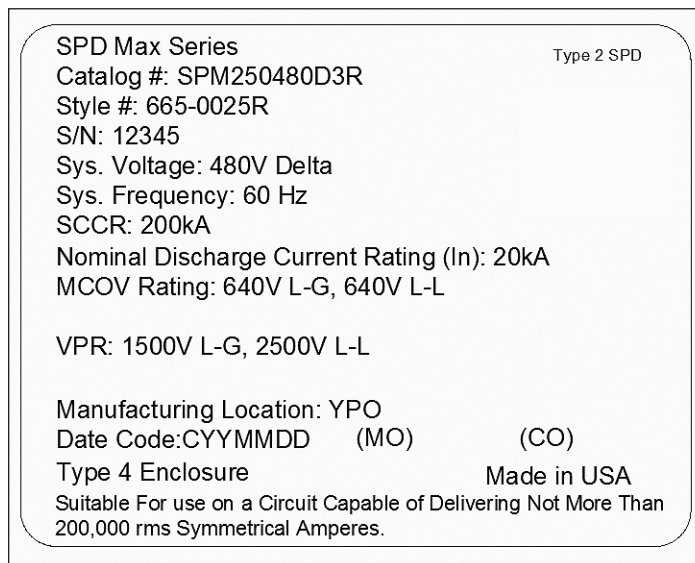 SPD Max Series
Type 2 SPD
Catalog #: SPM250480D3R
Style #: 665-0025R
S/N: 12345
Sys. Voltage: 480V Delta
Sys. Frequency: 60 Hz
SCCR: 200kA
Nominal Discharge Current Rating (In): 20kA
MCOV Rating: 640V L-G, 640V L-L
VPR: 1500V L-G, 2500V L-L
Manufacturing Location: YPO
Date Code:CYYMMDD (MO) (CO)
Type 4 Enclosure Made in USA
Suitable For use on a Circuit Capable of Delivering Not More Than
200,000 rms Symmetrical Amperes.